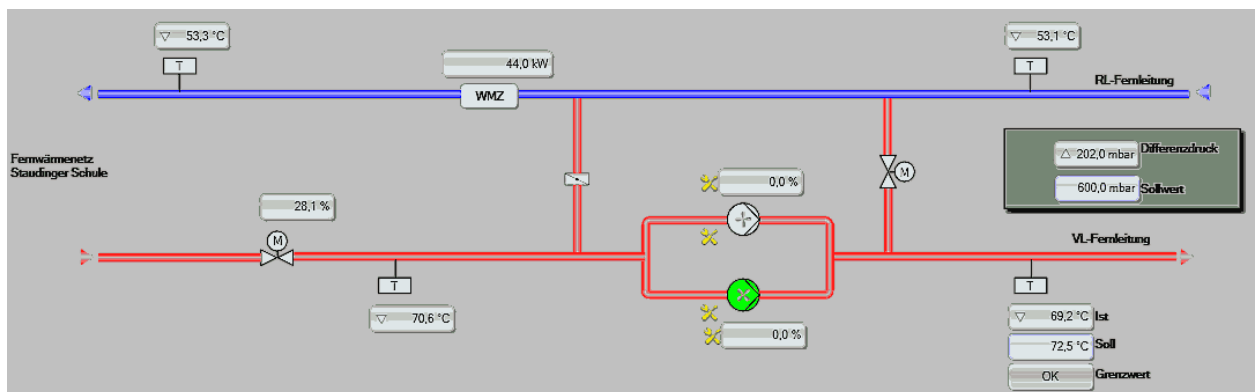 53,3 °C
53,1 °C
T
44,0 kW
T
WMZ
RL-Fernleitung
Fernwärmenetz
Staudinger Schule
202,0 mbar Differenzdruck
600,0 mbar Sollwert
0,0 %
M
28,1 %
M
VL-Fernleitung
T
T
70,6 °C
0,0 %
69,2 °C Ist
72,5 °C Soll
OK Grenzwert